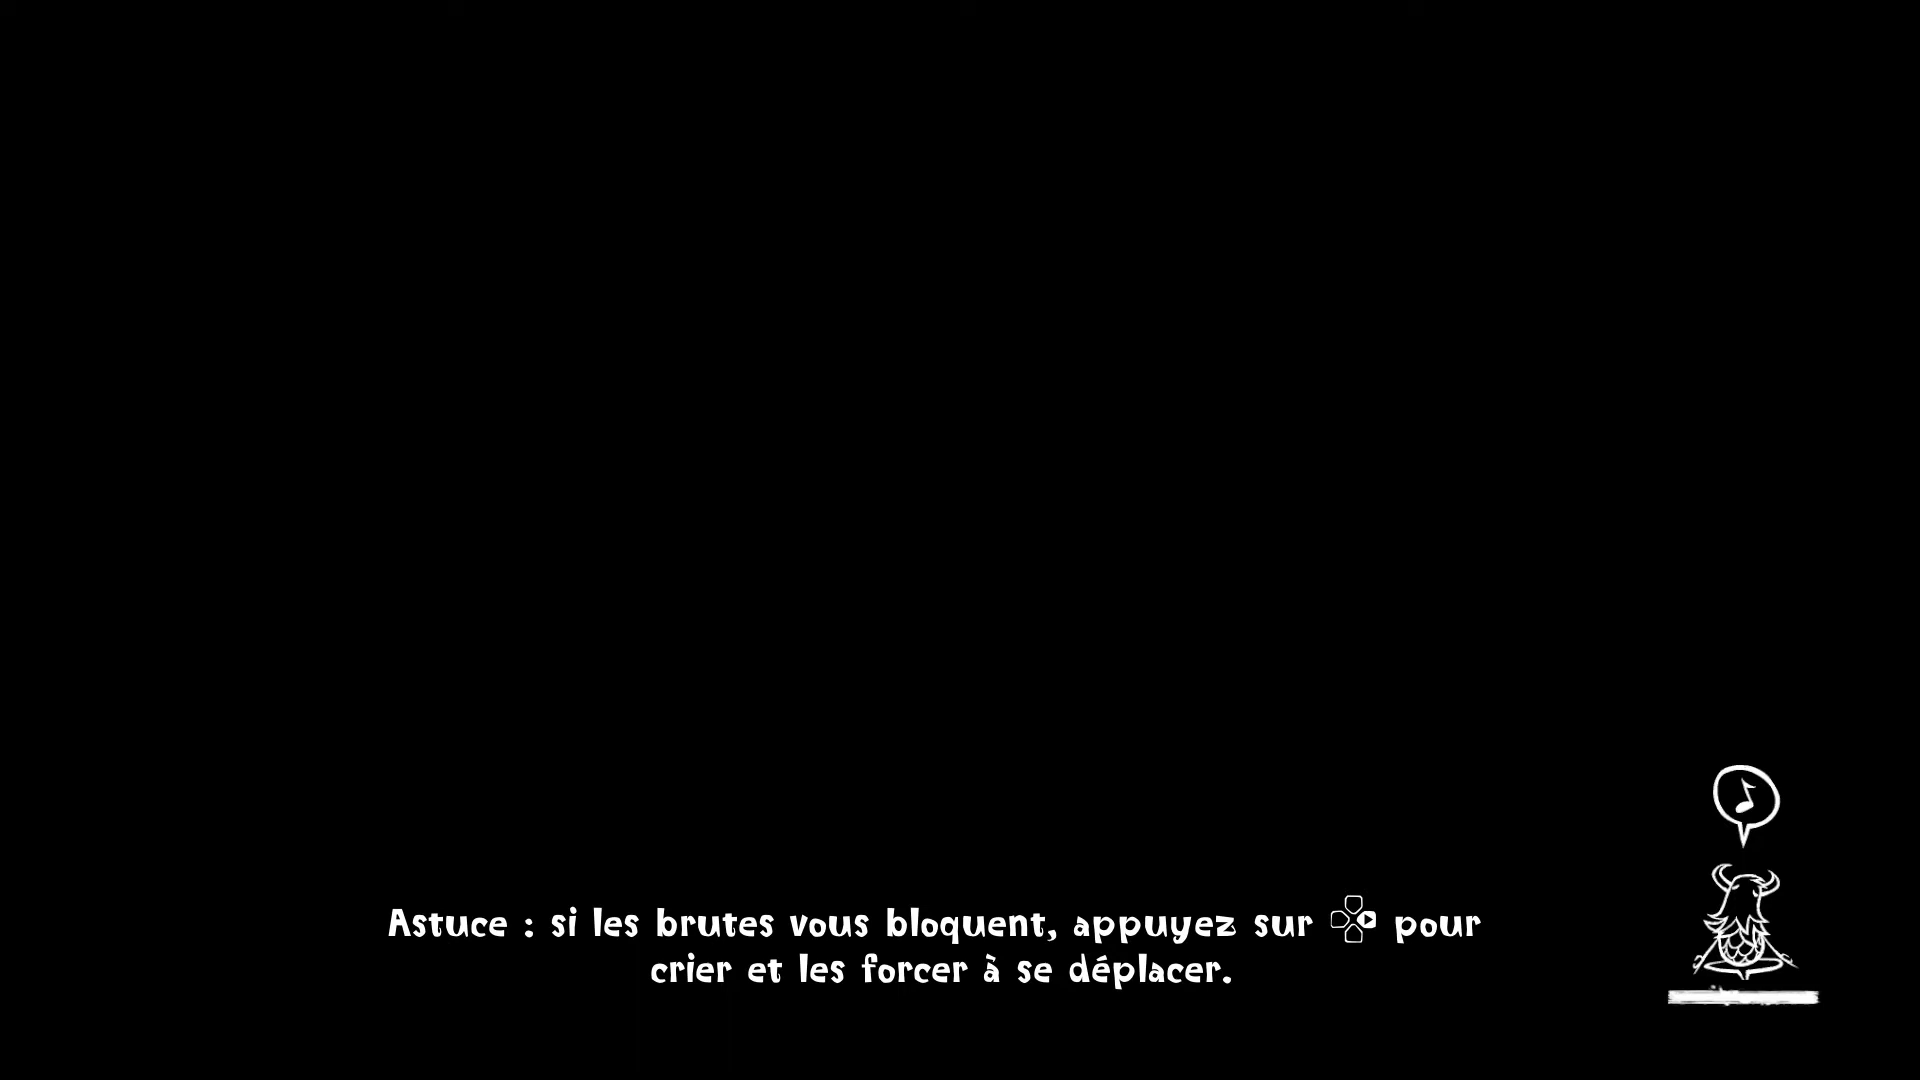 Astuce : si les brutes vous bloquent, appuyez sur pour
crier et les forcer à se déplacer.